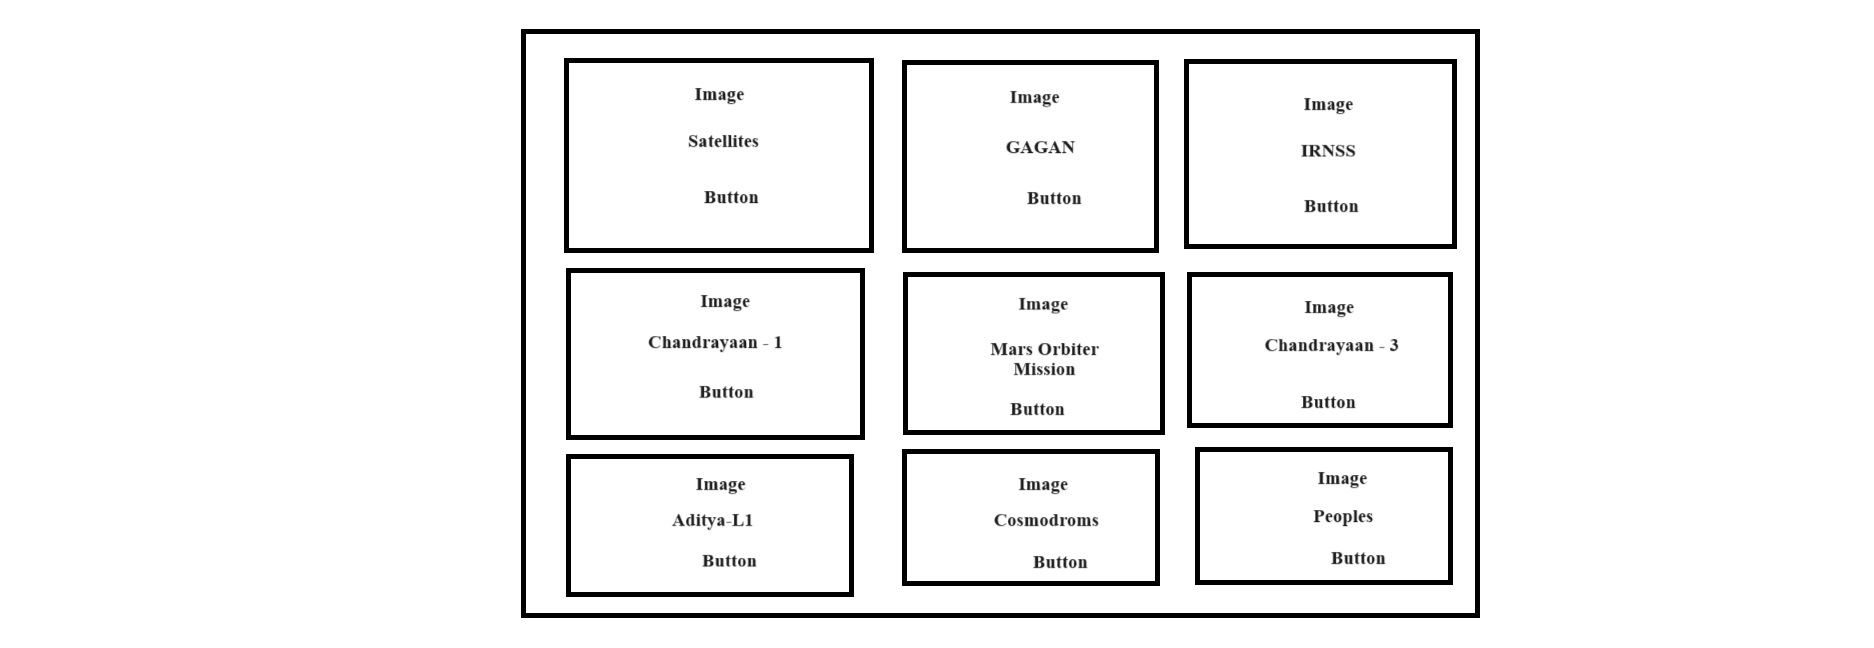 Image
Satellites
Button
Image
GAGAN
Button
Image
IRNSS
Button
Image
Chandrayaan - 1
Button
Image
Mars Orbiter
Mission
Button
Image
Chandrayaan - 3
Button
Image
Aditya-L1
Button
Image
Cosmodroms
Button
Image
Peoples
Button